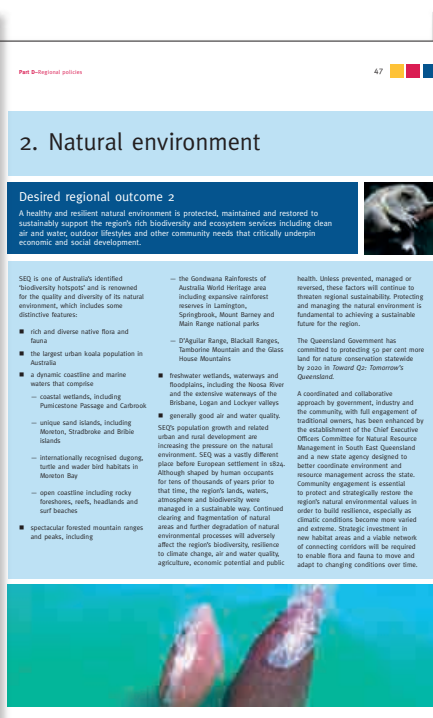 Part D–Regional policies
47
2. Natural environment
Desired regional outcome 2
A healthy and resilient natural environment is protected, maintained and restored to
sustainably support the region's rich biodiversity and ecosystem services including clean
air and water, outdoor lifestyles and other community needs that critically underpin
economic and social development.
SEQ is one of Australia's identified
'biodiversity hotspots' and is renowned
for the quality and diversity of its natural
environment, which includes some
distinctive features:
■ rich and diverse native flora and
fauna
■ the largest urban koala population in
Australia
■ a dynamic coastline and marine
waters that comprise
— coastal wetlands, including
Pumicestone Passage and Carbrook
— unique sand islands, including
Moreton, Stradbroke and Bribie
islands
— internationally recognised dugong,
turtle and wader bird habitats in
Moreton Bay
— open coastline including rocky
foreshores, reefs, headlands and
surf beaches
■ spectacular forested mountain ranges
and peaks, including
— the Gondwana Rainforests of
Australia World Heritage area
including expansive rainforest
reserves in Lamington,
Springbrook, Mount Barney and
Main Range national parks
— D'Aguilar Range, Blackall Ranges,
Tamborine Mountain and the Glass
House Mountains
■ freshwater wetlands, waterways and
floodplains, including the Noosa River
and the extensive waterways of the
Brisbane, Logan and Lockyer valleys
■ generally good air and water quality.
SEQ's population growth and related
urban and rural development are
increasing the pressure on the natural
environment. SEQ was a vastly different
place before European settlement in 1824.
Although shaped by human occupants
for tens of thousands of years prior to
that time, the region's lands, waters,
atmosphere and biodiversity were
managed in a sustainable way. Continued
clearing and fragmentation of natural
areas and further degradation of natural
environmental processes will adversely
affect the region's biodiversity, resilience
to climate change, air and water quality,
agriculture, economic potential and public
health. Unless prevented, managed or
reversed, these factors will continue to
threaten regional sustainability. Protecting
and managing the natural environment is
fundamental to achieving a sustainable
future for the region.
The Queensland Government has
committed to protecting 50 per cent more
land for nature conservation statewide
by 2020 in Toward Q2: Tomorrow's
Queensland.
A coordinated and collaborative
approach by government, industry and
the community, with full engagement of
traditional owners, has been enhanced by
the establishment of the Chief Executive
Officers Committee for Natural Resource
Management in South East Queensland
and a new state agency designed to
better coordinate environment and
resource management across the state.
Community engagement is essential
to protect and strategically restore the
region's natural environmental values in
order to build resilience, especially as
climatic conditions become more varied
and extreme. Strategic investment in
new habitat areas and a viable network
of connecting corridors will be required
to enable flora and fauna to move and
adapt to changing conditions over time.